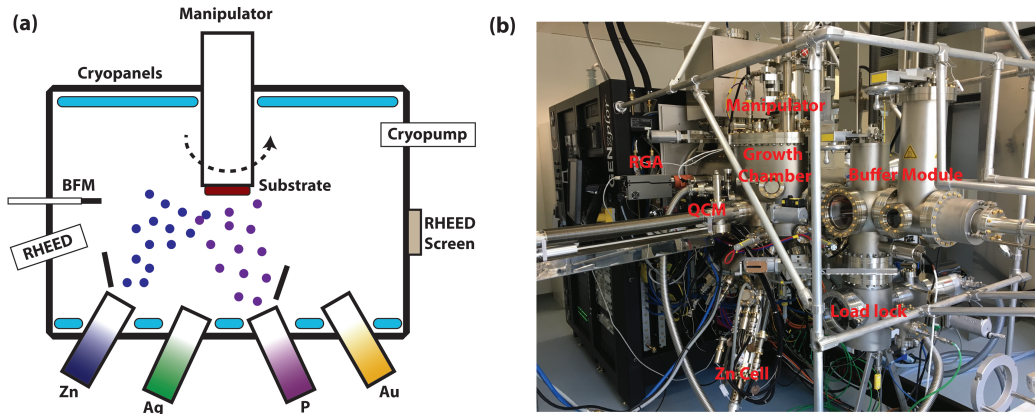 (a)
Manipulator
Cryopanels
Cryopump
BFM
Substrate
RHEED
RHEED
Screen
Zn
Ag
P
Au
(b)
Manipulator
RGA
Growth
Chamber
Buffer Module
QCM
Load lock
Zn Cell